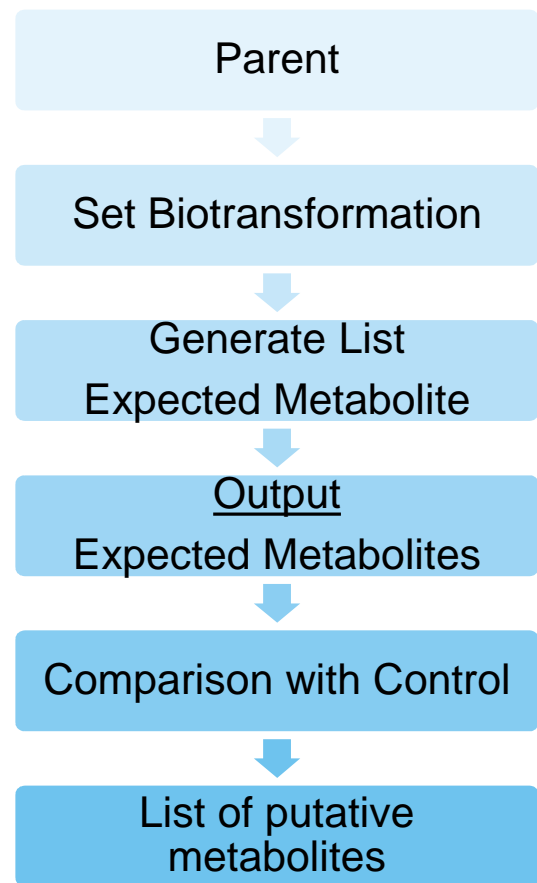 Parent
Set Biotransformation
Generate List
Expected Metabolite
Output
Expected Metabolites
Comparison with Control
List of putative
metabolites